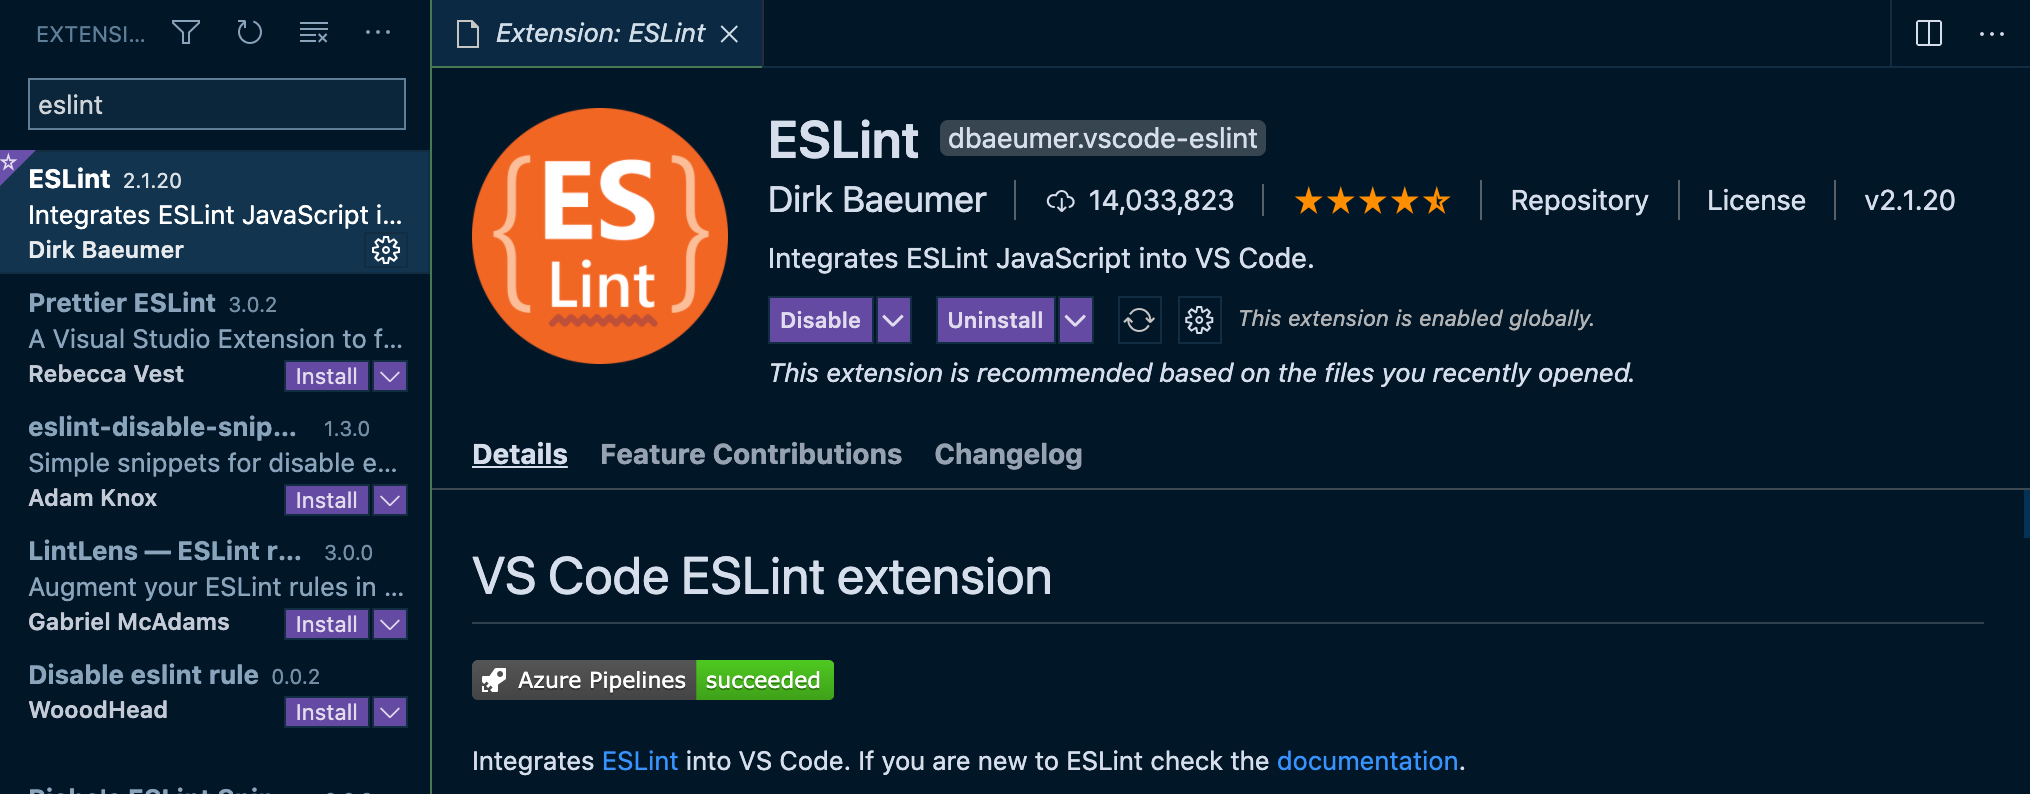 EXTENSI...
eslint
ESLint 2.1.20
Integrates ESLint JavaScript i...
Dirk Baeumer
Prettier ESLint 3.0.2
A Visual Studio Extension to f...
Rebecca Vest Install
eslint-disable-snip... 1.3.0
Simple snippets for disable e...
Adam Knox Install
LintLens — ESLint r... 3.0.0
Augment your ESLint rules in ...
Gabriel McAdams Install
Disable eslint rule 0.0.2
WooodHead Install
Extension: ESLint
{ES}
Lint
ESLint dbaeumer.vscode-eslint
Dirk Baeumer 14,033,823 Repository License v2.1.20
Integrates ESLint JavaScript into VS Code.
Disable Uninstall This extension is enabled globally.
This extension is recommended based on the files you recently opened.
Details Feature Contributions Changelog
VS Code ESLint extension
Azure Pipelines succeeded
Integrates ESLint into VS Code. If you are new to ESLint check the documentation.